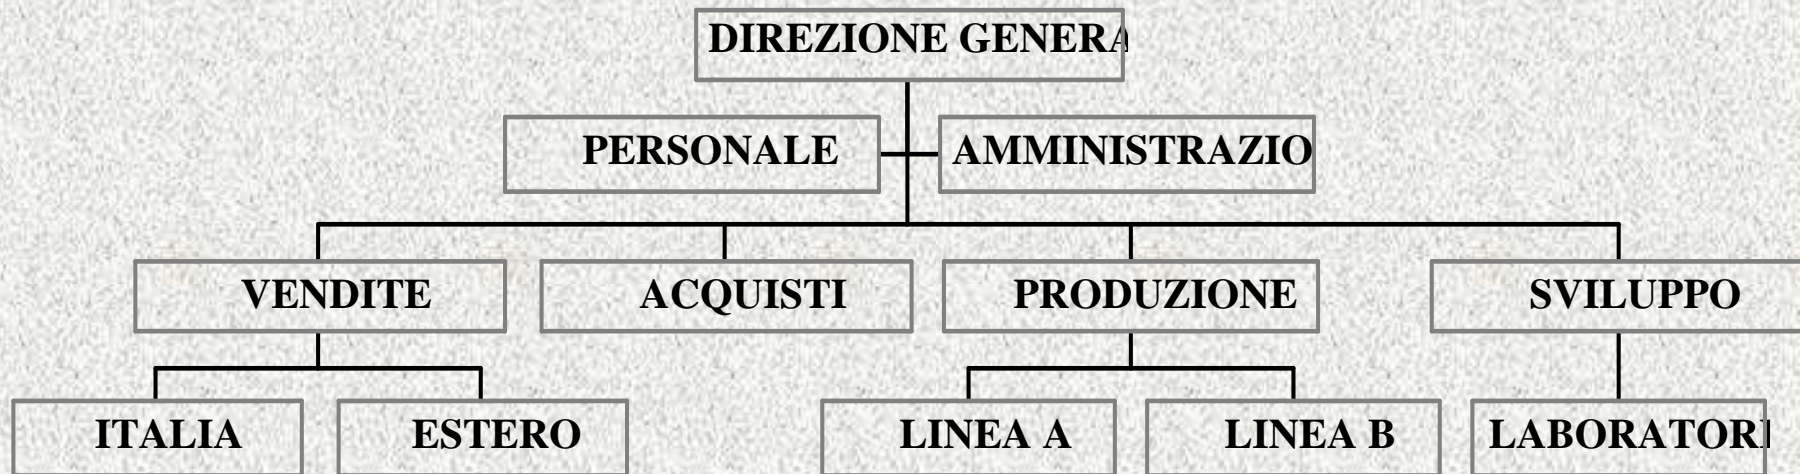 DIREZIONE GENERA
PERSONALE AMMINISTRAZIO
VENDITE ACQUISTI PRODUZIONE SVILUPPO
ITALIA ESTERO LINEA A LINEA B LABORATORI